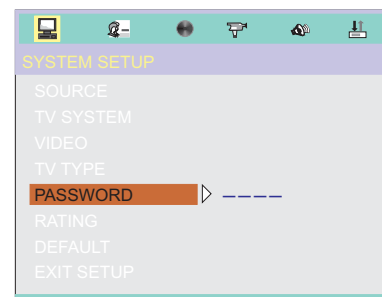 SYSTEM SETUP
SOURCE
TV SYSTEM
VIDEO
TV TYPE
PASSWORD _ _ _ _
RATING
DEFAULT
EXIT SETUP